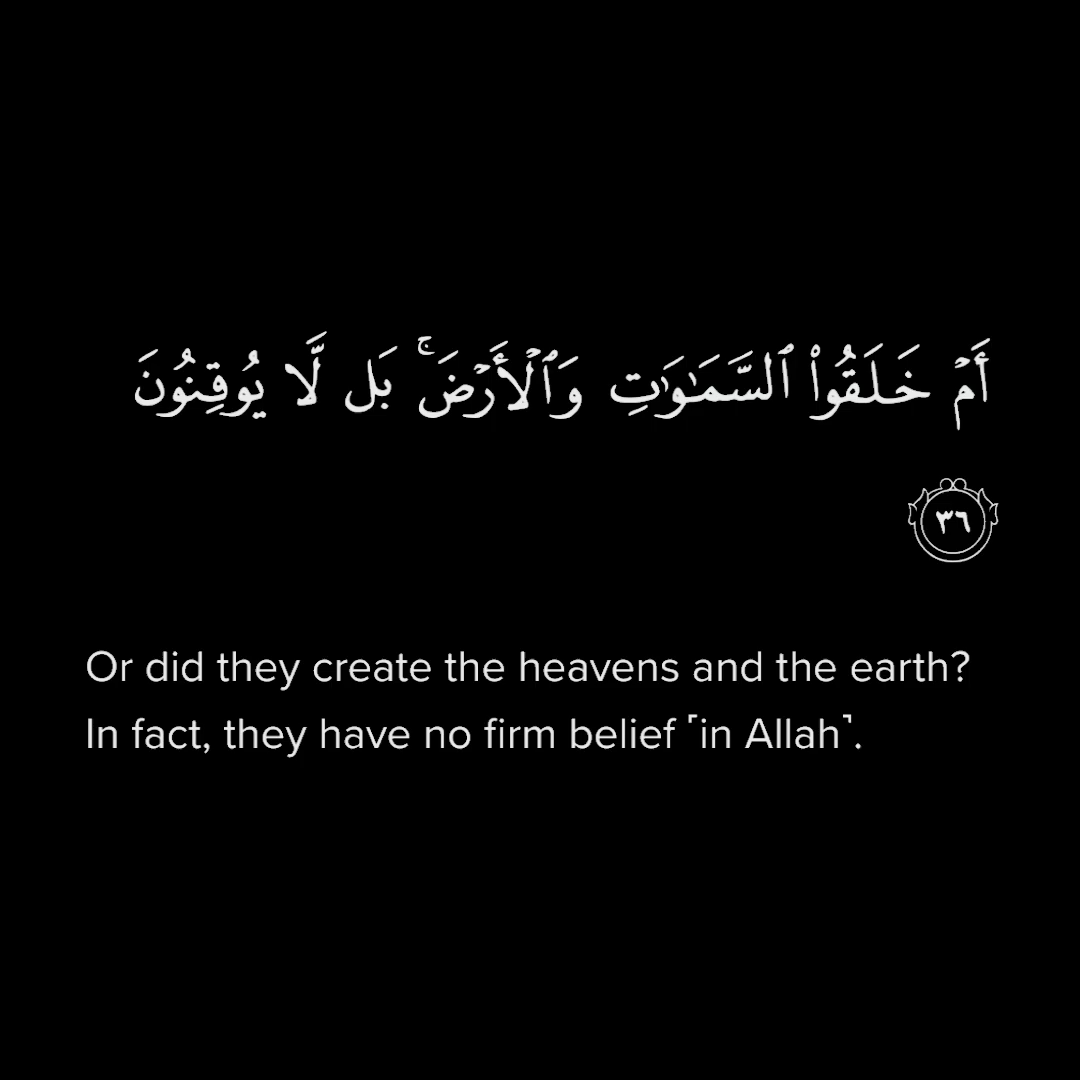 أَمْ خَلَقُوا۟ ٱلسَّمَـٰوَٰتِ وَٱلْأَرْضَ ۚ بَل لَّا يُوقِنُونَ
٣٦
Or did they create the heavens and the earth?
In fact, they have no firm belief ˹in Allah˺.